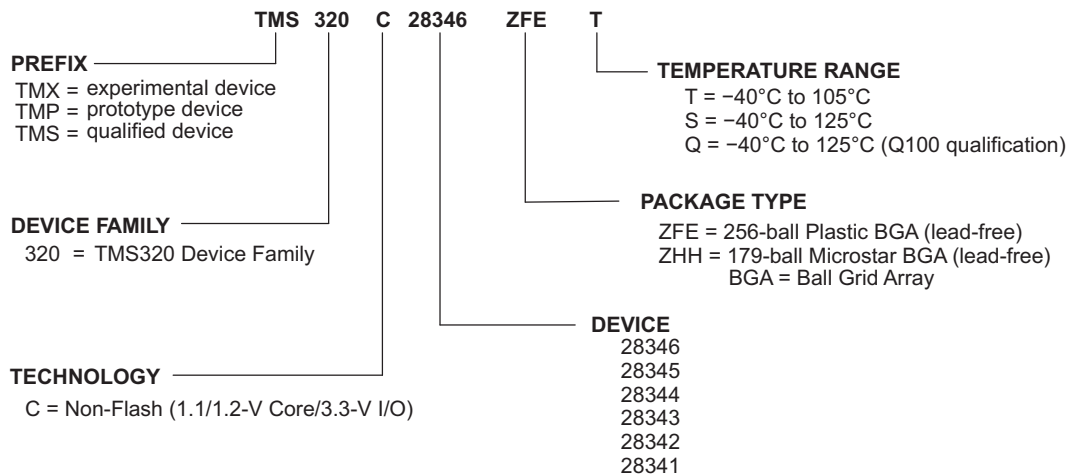 TMS 320 C 28346 ZFE T
PREFIX
TMX = experimental device
TMP = prototype device
TMS = qualified device
TEMPERATURE RANGE
T = −40°C to 105°C
S = −40°C to 125°C
Q = −40°C to 125°C (Q100 qualification)
DEVICE FAMILY
320 = TMS320 Device Family
PACKAGE TYPE
ZFE = 256-ball Plastic BGA (lead-free)
ZHH = 179-ball Microstar BGA (lead-free)
BGA = Ball Grid Array
TECHNOLOGY
C = Non-Flash (1.1/1.2-V Core/3.3-V I/O)
DEVICE
28346
28345
28344
28343
28342
28341